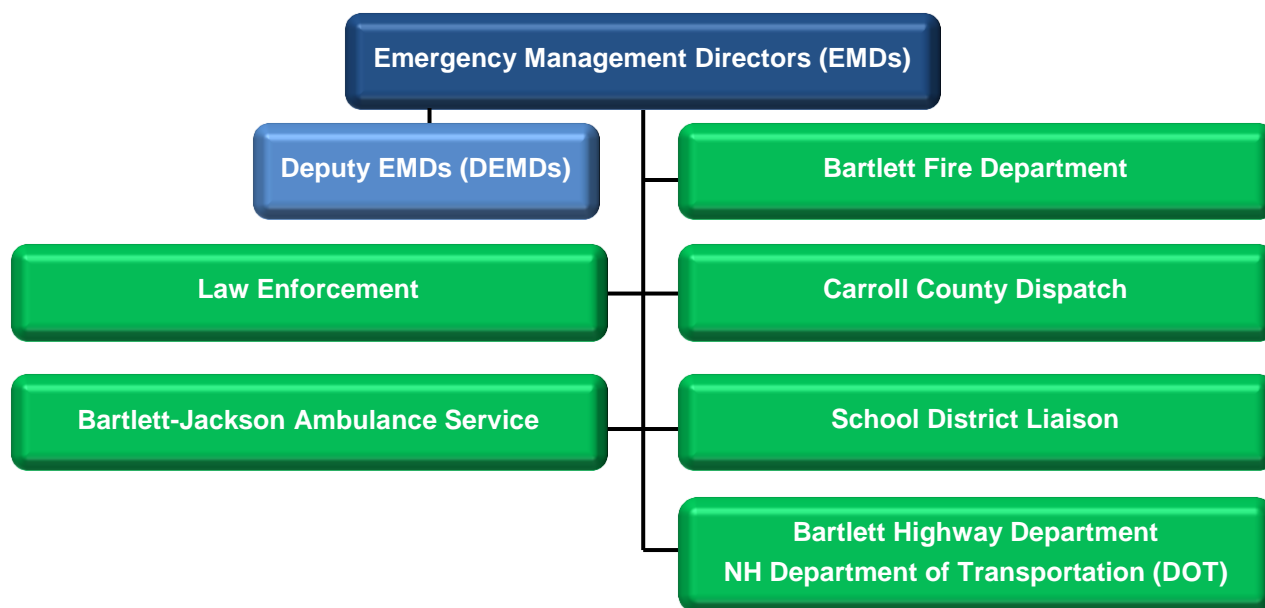 Emergency Management Directors (EMDs)
Deputy EMDs (DEMDs)
Bartlett Fire Department
Law Enforcement
Carroll County Dispatch
Bartlett-Jackson Ambulance Service
School District Liaison
Bartlett Highway Department
NH Department of Transportation (DOT)